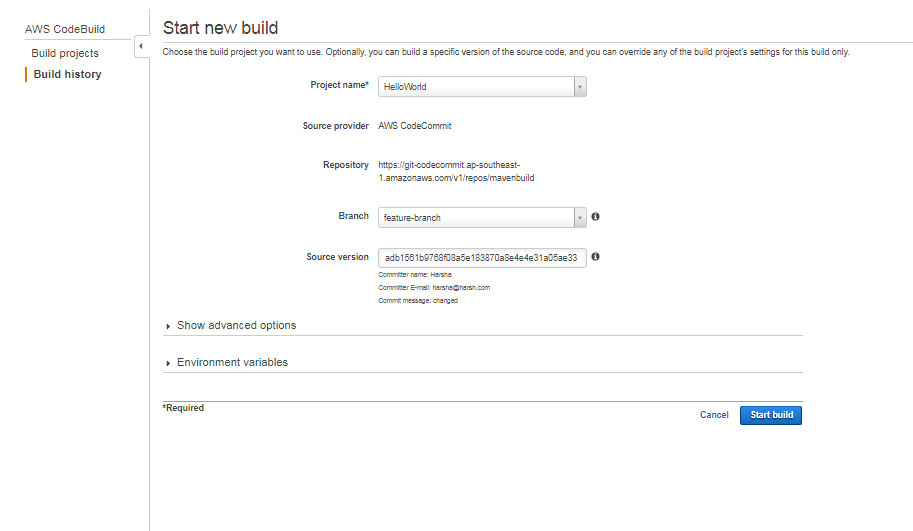 AWS CodeBuild
Build projects
Build history
Start new build
Choose the build project you want to use. Optionally, you can build a specific version of the source code, and you can override any of the build project's settings for this build only.
Project name* HelloWorld
Source provider AWS CodeCommit
Repository https://git-codecommit.ap-southeast-
1.amazonaws.com/v1/repos/mavenbuild
Branch feature-branch
Source version adb1561b9768f08a5e183870a8e4e4e31a05ae33
Committer name: Harsha
Committer E-mail: harsha@harsh.com
Commit message: changed
Show advanced options
Environment variables
*Required
Cancel Start build